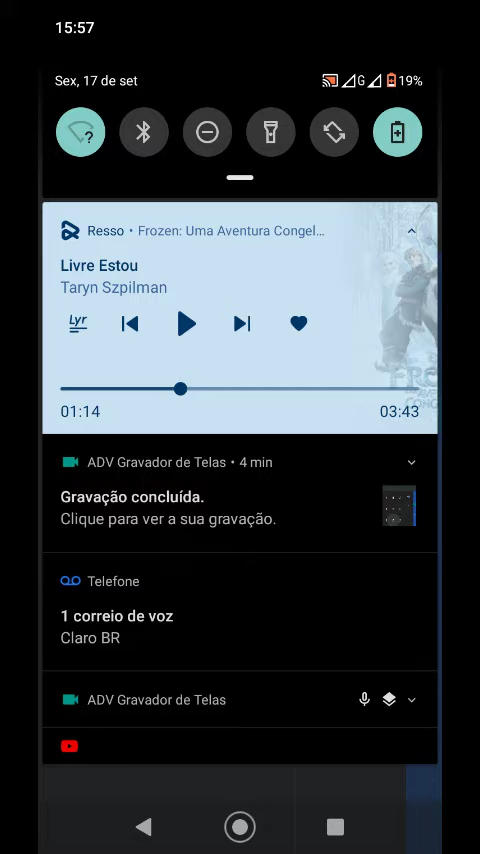 15:57
Sex, 17 de set
G
19%
?
Resso • Frozen: Uma Aventura Congel...
Livre Estou
Taryn Szpilman
Lyr
01:14
03:43
ADV Gravador de Telas • 4 min
Gravação concluída.
Clique para ver a sua gravação.
Telefone
1 correio de voz
Claro BR
ADV Gravador de Telas